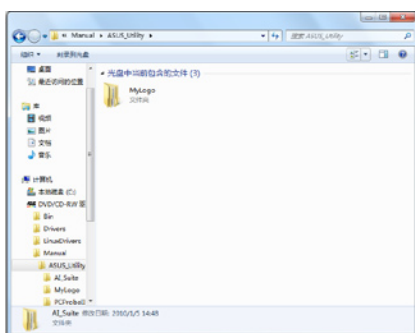 Manual ▸ ASUS_Utility
搜索 ASUS_Utility
组织 ▾ 刻录到光盘
桌面
最近访问的位置
库
视频
图片
文档
音乐
计算机
本地磁盘 (C:)
DVD/CD-RW 驱
Bin
Drivers
LinuxDrivers
Manual
ASUS_Utility
AI_Suite
MyLogo
光盘中当前包含的文件 (3)
MyLogo
文件夹
AI_Suite 修改日期: 2010/1/5 14:48
文件夹